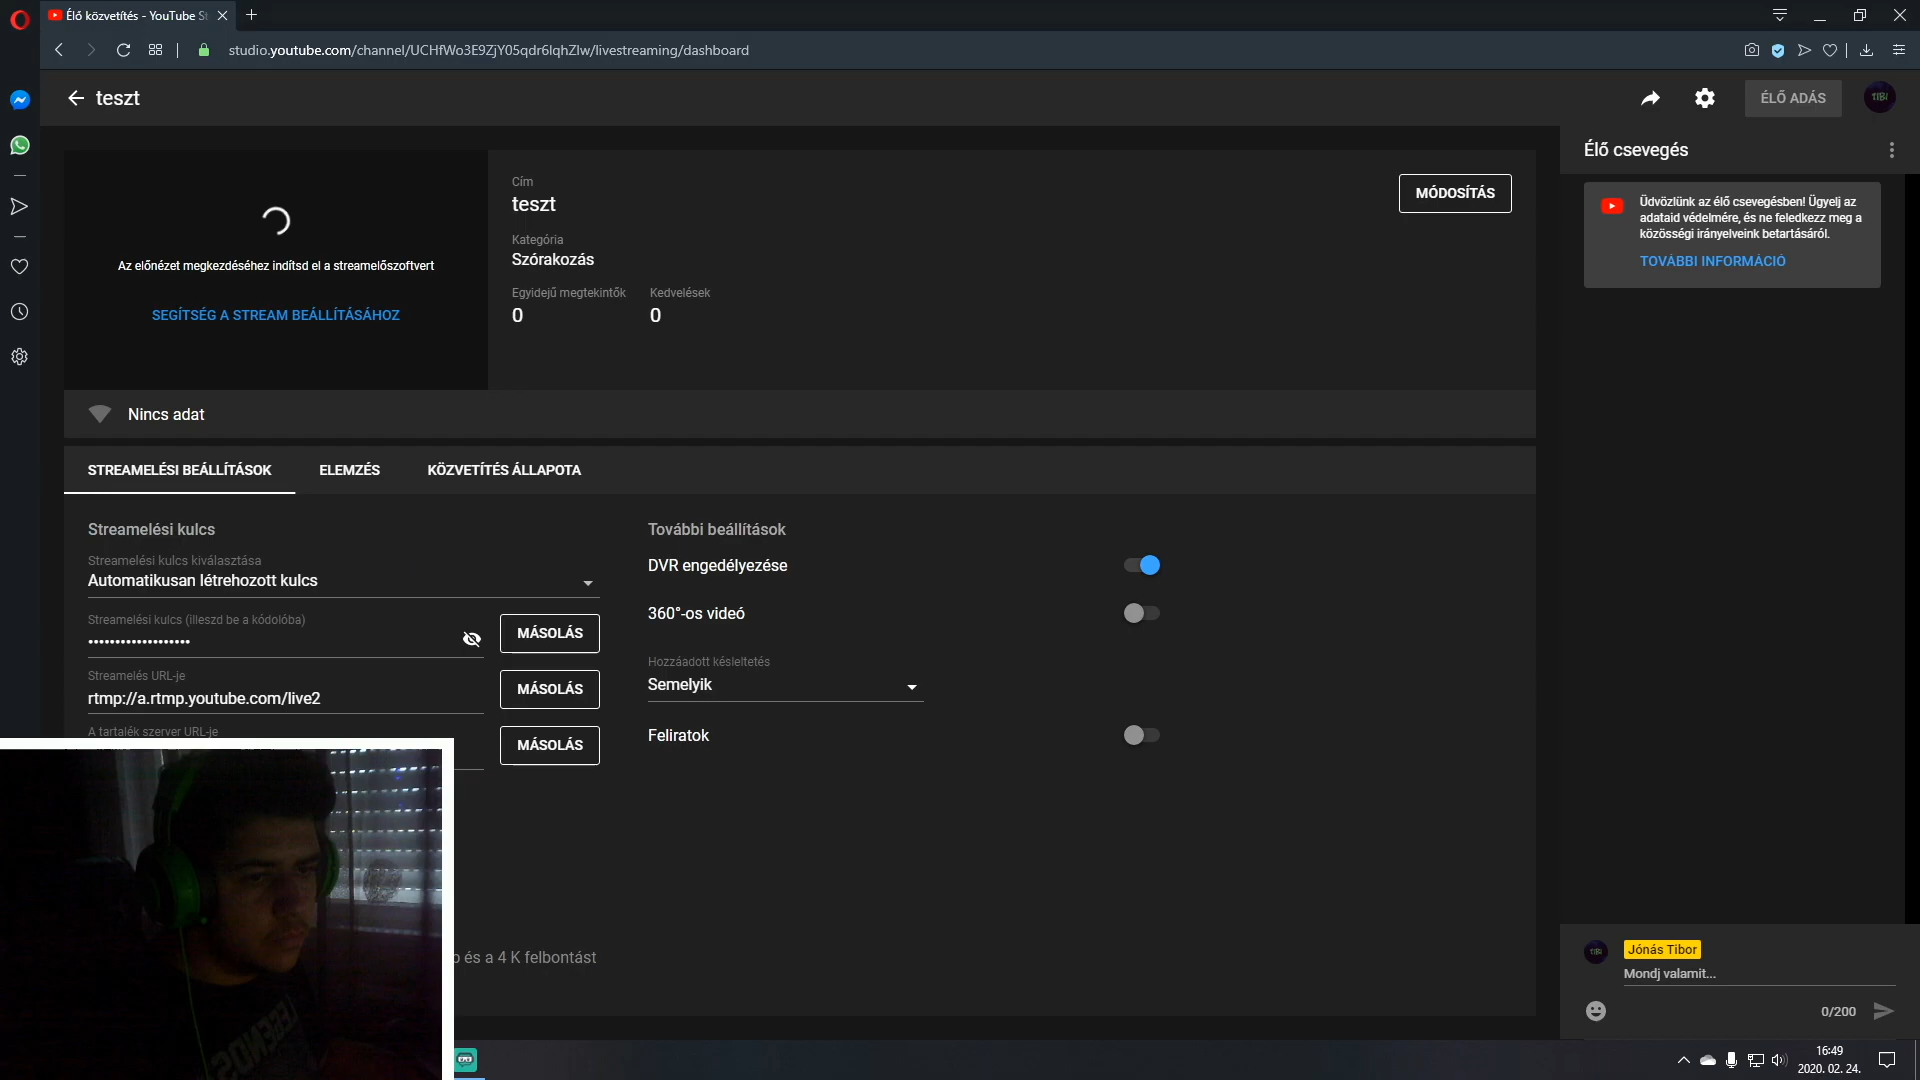 Élő közvetítés - YouTube St
studio.youtube.com/channel/UCHfWo3E9ZjY05qdr6lqhZlw/livestreaming/dashboard
teszt
ÉLŐ ADÁS
TIBI
Az előnézet megkezdéséhez indítsd el a streamelőszoftvert
SEGÍTSÉG A STREAM BEÁLLÍTÁSÁHOZ
Cím
teszt
MÓDOSÍTÁS
Kategória
Szórakozás
Egyidejű megtekintők
Kedvelések
0
0
Nincs adat
STREAMELÉSI BEÁLLÍTÁSOK
ELEMZÉS
KÖZVETÍTÉS ÁLLAPOTA
Streamelési kulcs
Streamelési kulcs kiválasztása
Automatikusan létrehozott kulcs
Streamelési kulcs (illeszd be a kódolóba)
•••••••••••••••••••
MÁSOLÁS
Streamelés URL-je
rtmp://a.rtmp.youtube.com/live2
MÁSOLÁS
A tartalék szerver URL-je
MÁSOLÁS
További beállítások
DVR engedélyezése
360°-os videó
Hozzáadott késleltetés
Semelyik
Feliratok
és a 4 K felbontást
LEGENDS
Élő csevegés
Üdvözlünk az élő csevegésben! Ügyelj az
adataid védelmére, és ne feledkezz meg a
közösségi irányelveink betartásáról.
TOVÁBBI INFORMÁCIÓ
Jónás Tibor
Mondj valamit...
0/200
16:49
2020. 02. 24.